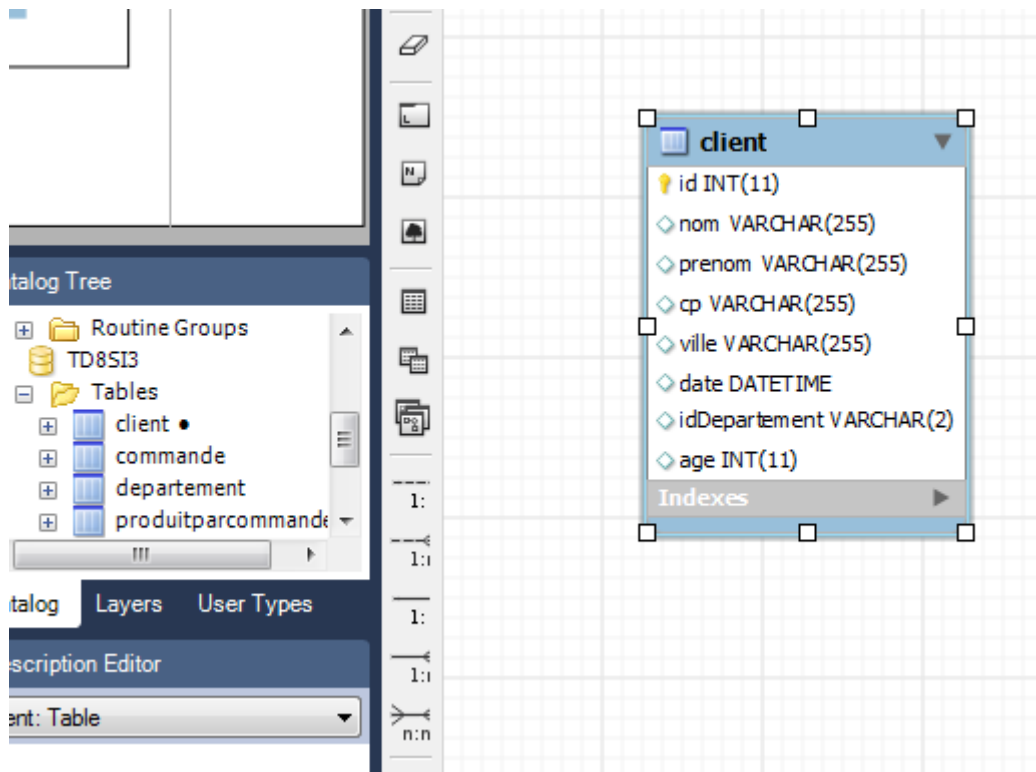 talog Tree
Routine Groups
TD8SI3
Tables
client
commande
departement
produitparcommande
talog Layers User Types
scription Editor
ent: Table
L
N
1:
1:
1:
1:
n:n
client
id INT(11)
nom VARCHAR(255)
prenom VARCHAR(255)
cp VARCHAR(255)
ville VARCHAR(255)
date DATETIME
idDepartement VARCHAR(2)
age INT(11)
Indexes